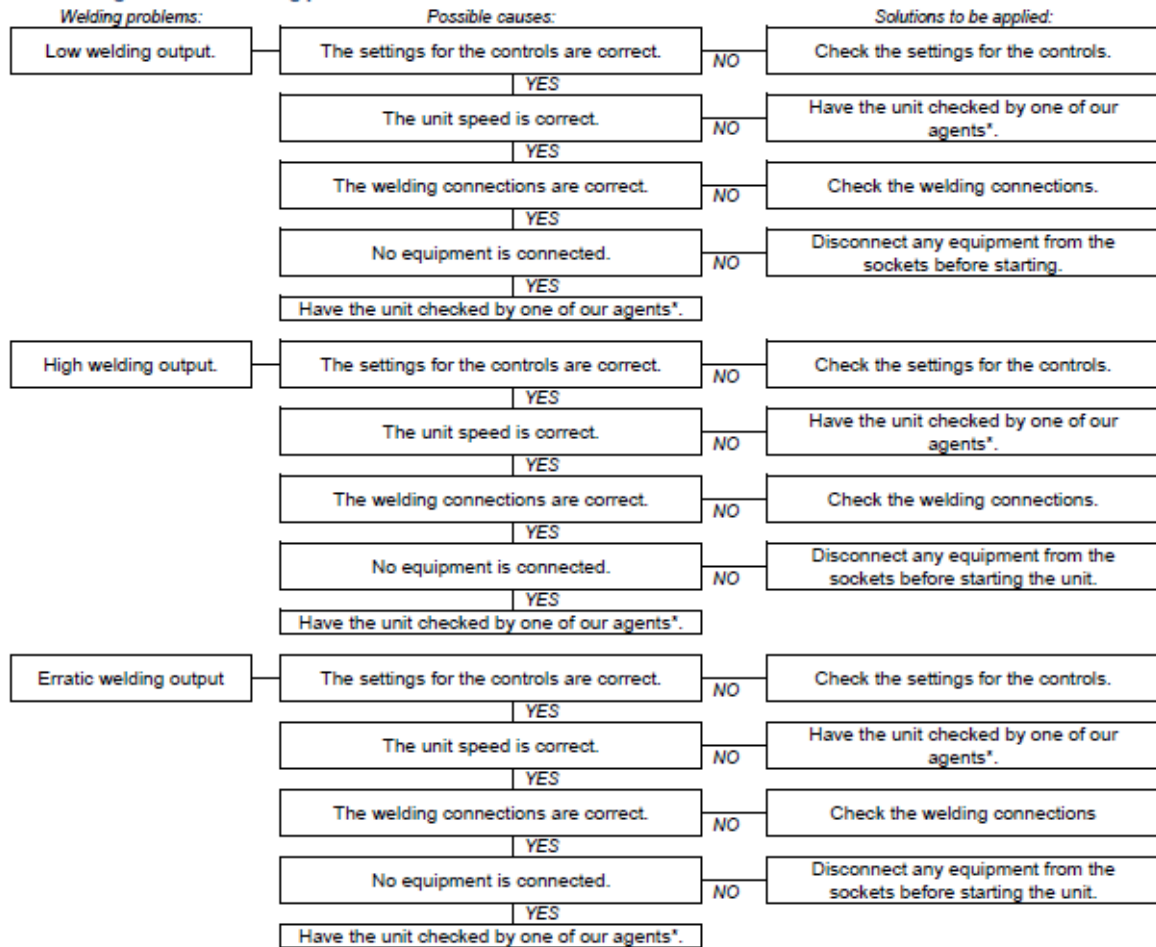 Welding problems: Possible causes: Solutions to be applied:
Low welding output. The settings for the controls are correct. NO Check the settings for the controls.
YES
The unit speed is correct. NO Have the unit checked by one of our
agents*.
YES
The welding connections are correct. NO Check the welding connections.
YES
No equipment is connected. NO Disconnect any equipment from the
sockets before starting.
YES
Have the unit checked by one of our agents*.
High welding output. The settings for the controls are correct. NO Check the settings for the controls.
YES
The unit speed is correct. NO Have the unit checked by one of our
agents*.
YES
The welding connections are correct. NO Check the welding connections.
YES
No equipment is connected. NO Disconnect any equipment from the
sockets before starting the unit.
YES
Have the unit checked by one of our agents*.
Erratic welding output The settings for the controls are correct. NO Check the settings for the controls.
YES
The unit speed is correct. NO Have the unit checked by one of our
agents*.
YES
The welding connections are correct. NO Check the welding connections
YES
No equipment is connected. NO Disconnect any equipment from the
sockets before starting the unit.
YES
Have the unit checked by one of our agents*.